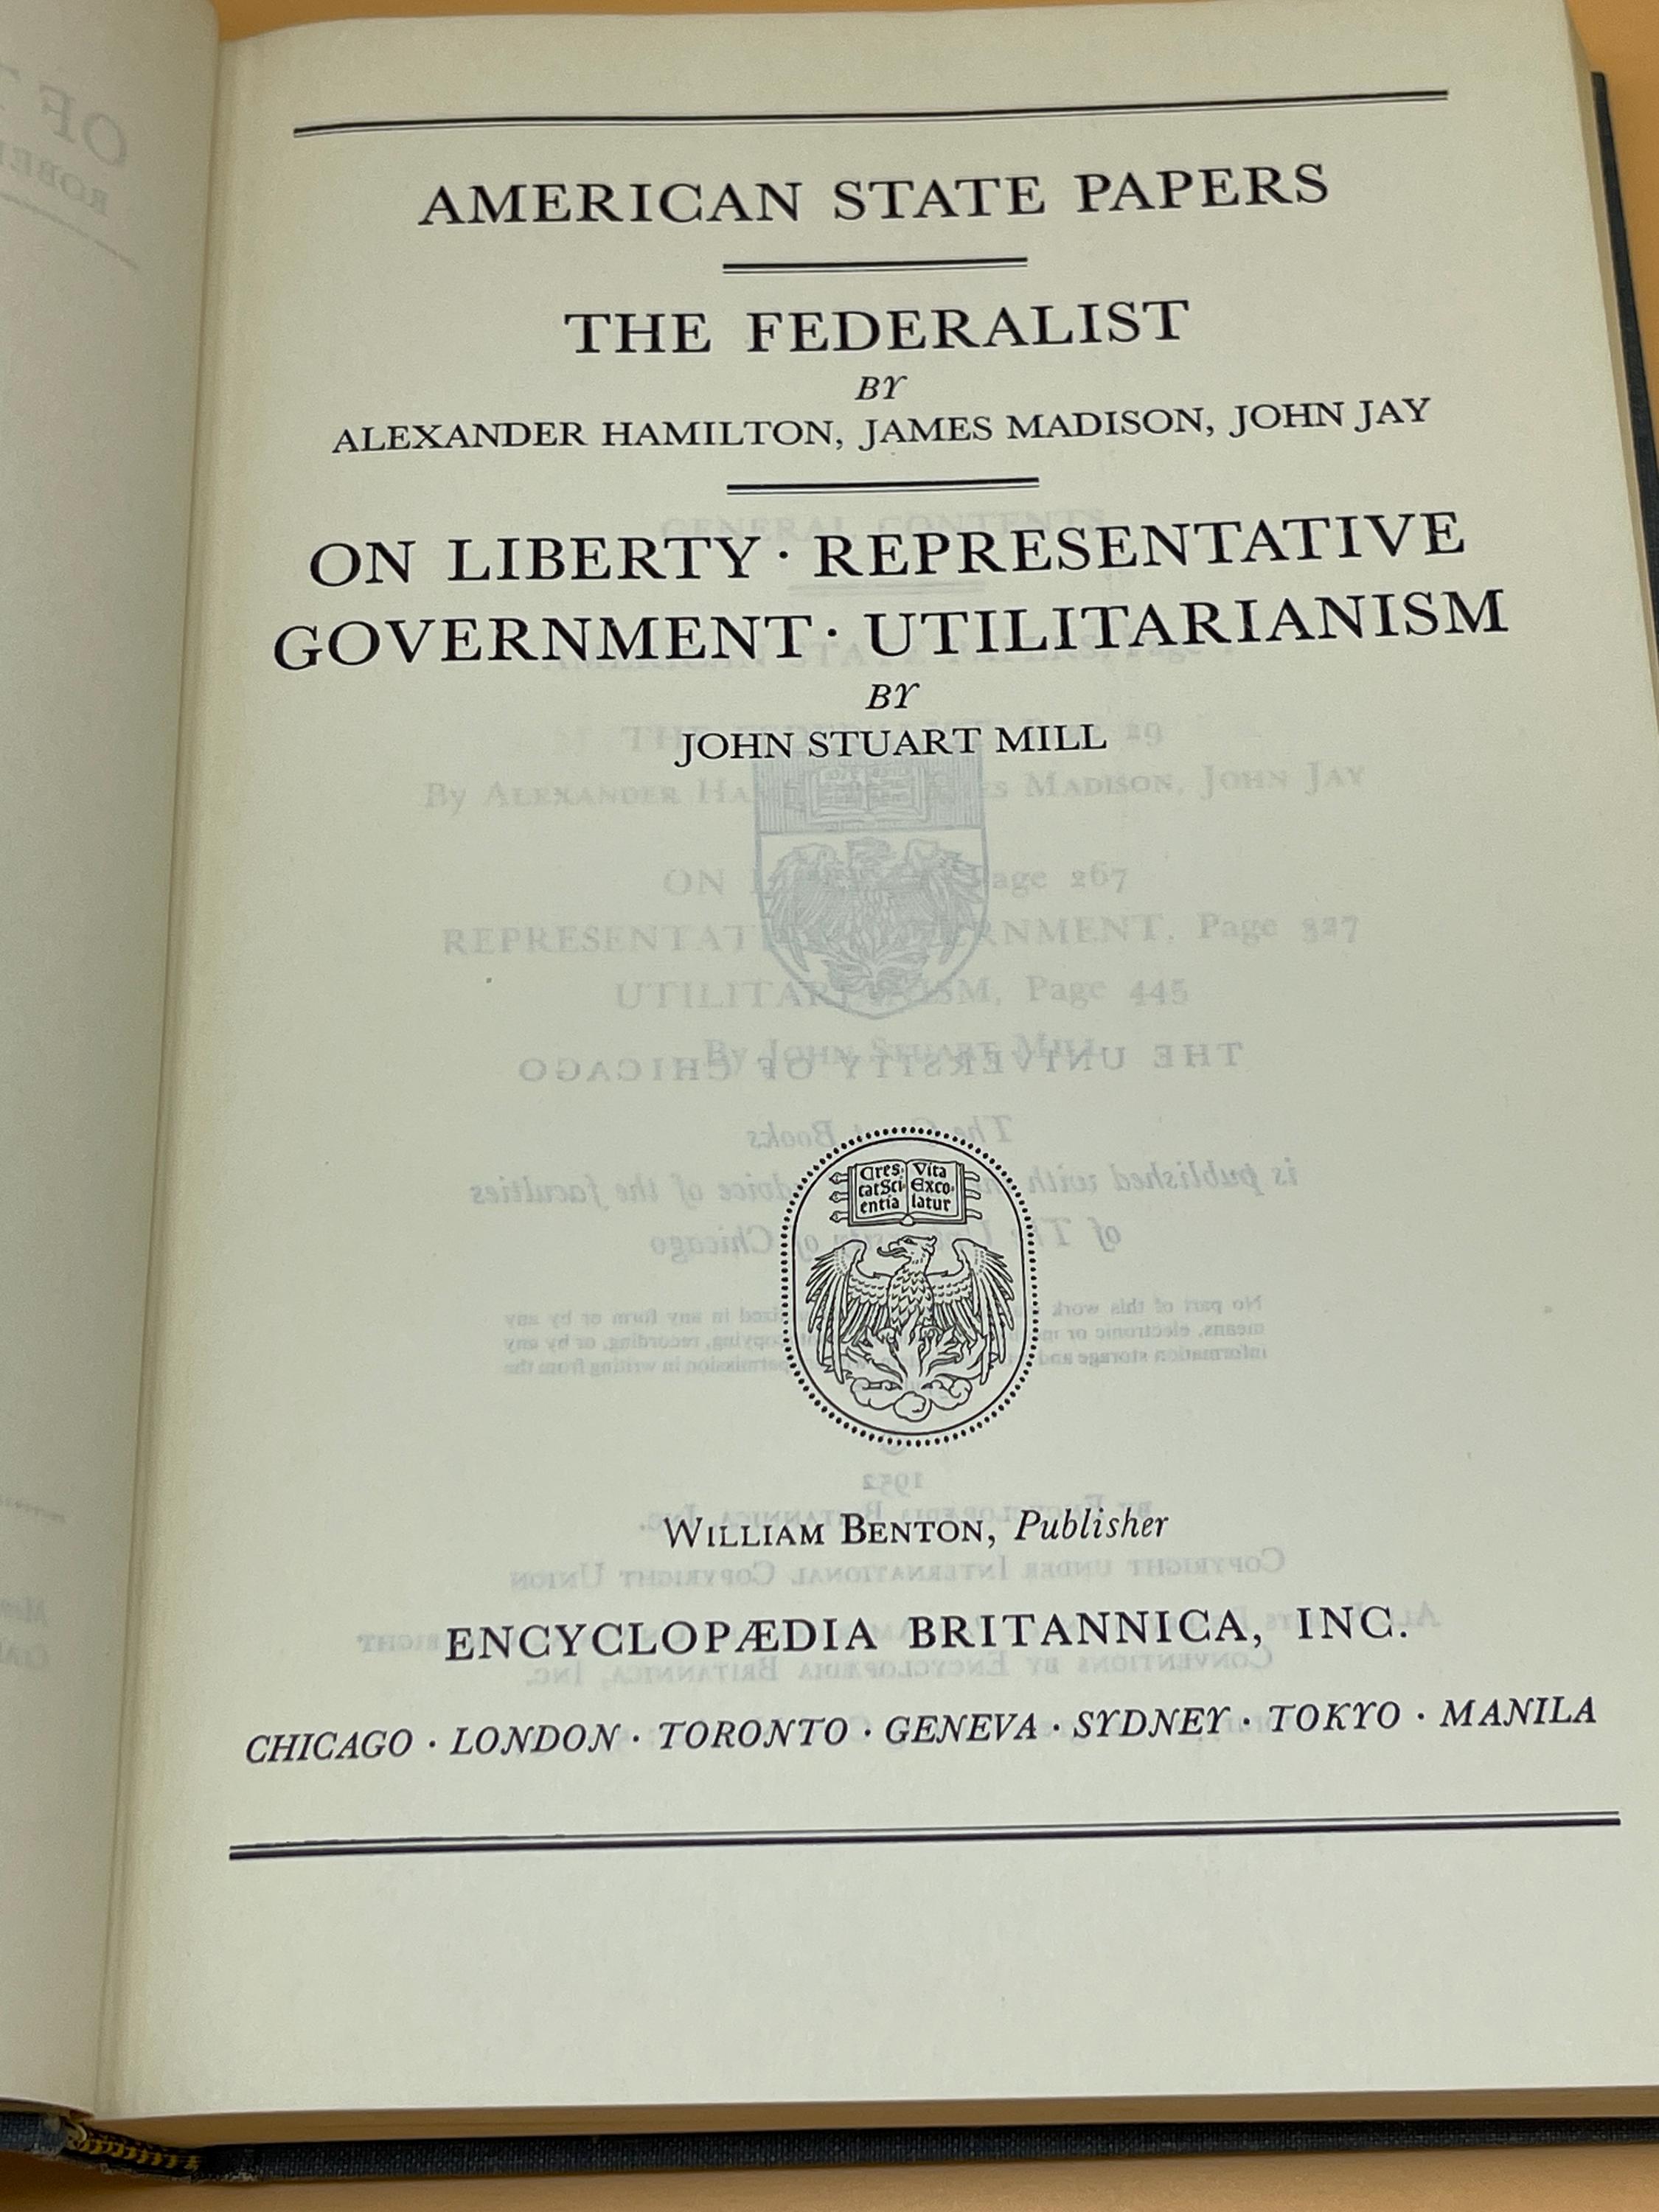 AMERICAN STATE PAPERS
THE FEDERALIST
BY
ALEXANDER HAMILTON, JAMES MADISON, JOHN JAY
ON LIBERTY · REPRESENTATIVE
GOVERNMENT · UTILITARIANISM
BY
JOHN STUART MILL
Cres· Vita
catSci· Exco·
entia latur
WILLIAM BENTON, Publisher
ENCYCLOPÆDIA BRITANNICA, INC.
CHICAGO · LONDON · TORONTO · GENEVA · SYDNEY · TOKYO · MANILA